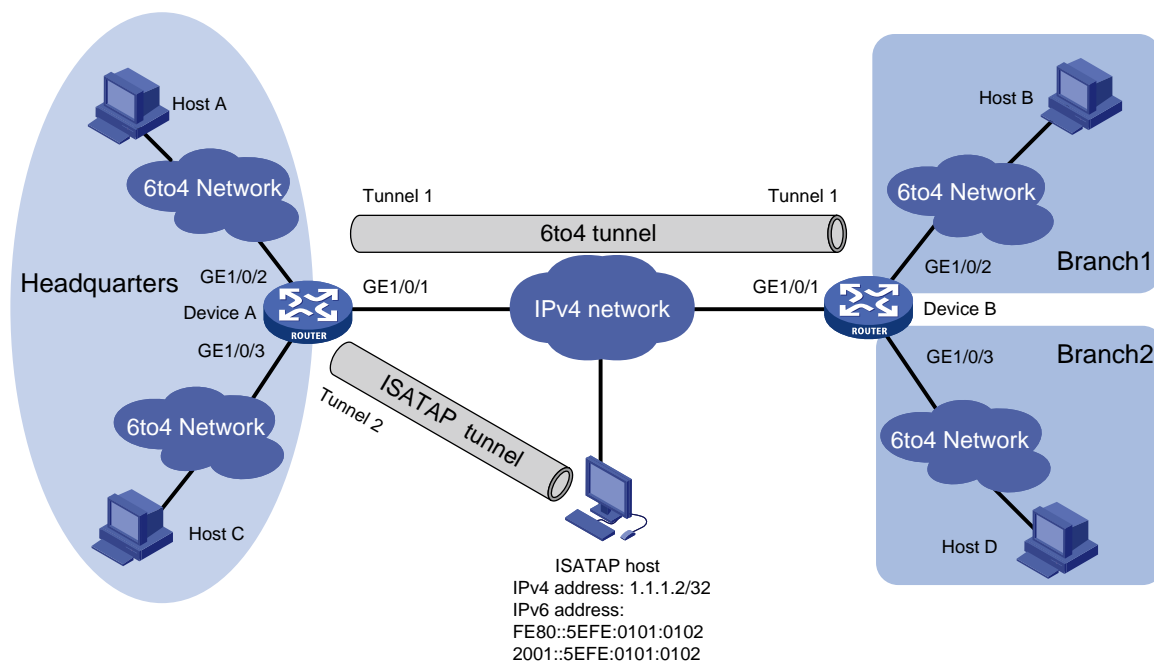 Host A
6to4 Network
Headquarters
GE1/0/2
Device A
ROUTER
GE1/0/3
6to4 Network
Host C
Tunnel 1
Tunnel 1
6to4 tunnel
GE1/0/1
IPv4 network
GE1/0/1
ISATAP tunnel
Tunnel 2
ISATAP host
IPv4 address: 1.1.1.2/32
IPv6 address:
FE80::5EFE:0101:0102
2001::5EFE:0101:0102
Host B
6to4 Network
GE1/0/2
Branch1
Device B
ROUTER
GE1/0/3
Branch2
6to4 Network
Host D